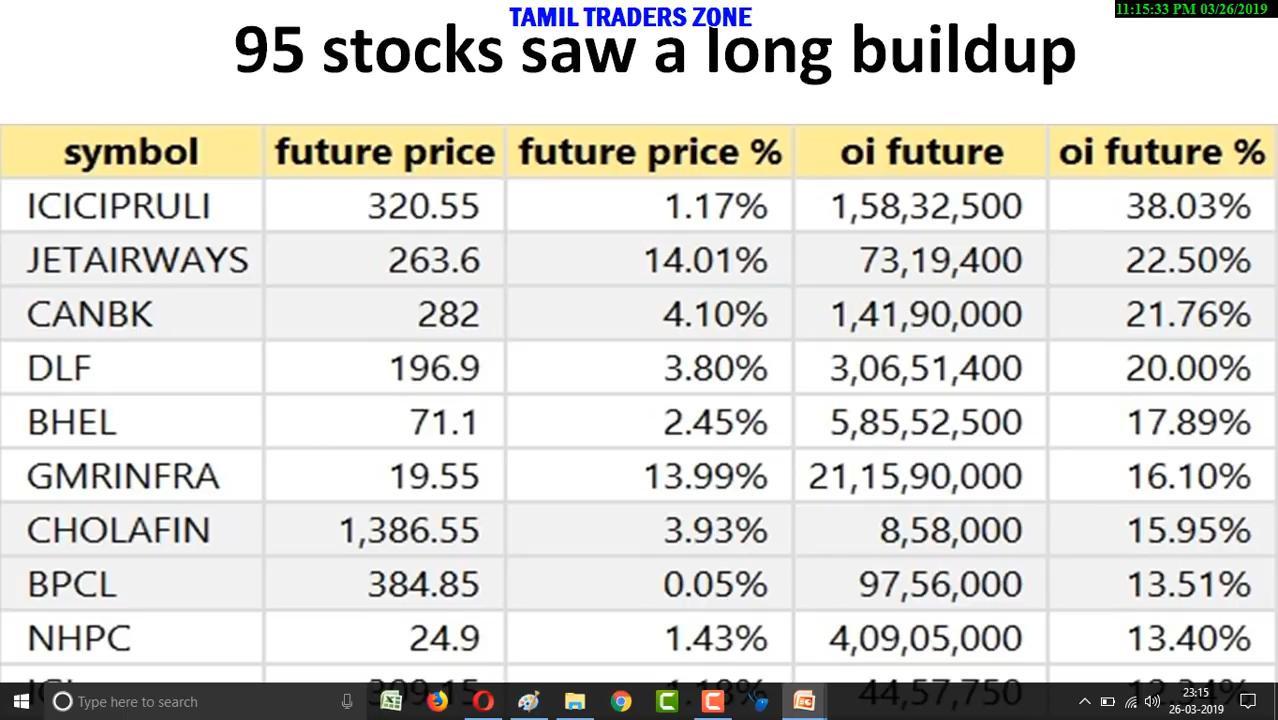 11:15:33 PM 03/26/2019
TAMIL TRADERS ZONE
95 stocks saw a long buildup
symbol future price future price % oi future oi future %
ICICIPRULI 320.55 1.17% 1,58,32,500 38.03%
JETAIRWAYS 263.6 14.01% 73,19,400 22.50%
CANBK 282 4.10% 1,41,90,000 21.76%
DLF 196.9 3.80% 3,06,51,400 20.00%
BHEL 71.1 2.45% 5,85,52,500 17.89%
GMRINFRA 19.55 13.99% 21,15,90,000 16.10%
CHOLAFIN 1,386.55 3.93% 8,58,000 15.95%
BPCL 384.85 0.05% 97,56,000 13.51%
NHPC 24.9 1.43% 4,09,05,000 13.40%
44,57,750
Type here to search
23:15
26-03-2019